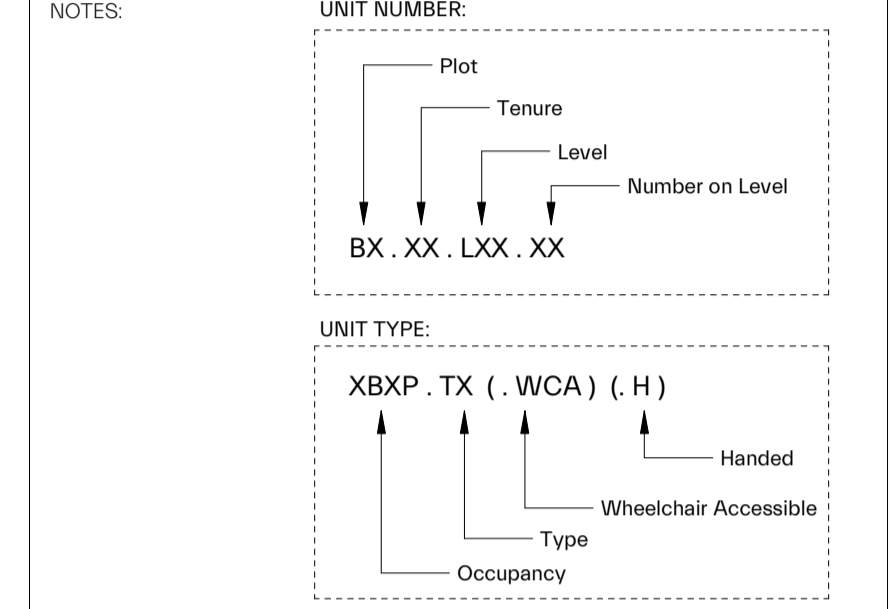 NOTES:
UNIT NUMBER:
Plot
Tenure
Level
Number on Level
BX . XX . LXX . XX
UNIT TYPE:
XBXP . TX ( . WCA ) ( . H )
Handed
Wheelchair Accessible
Type
Occupancy